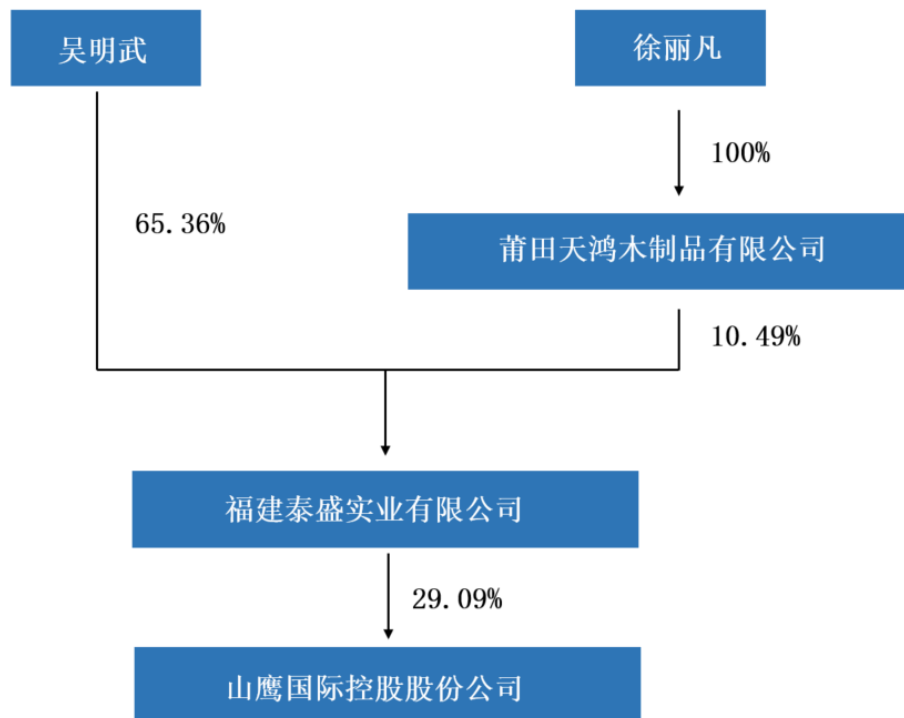 吴明武
徐丽凡
100%
65.36%
莆田天鸿木制品有限公司
10.49%
福建泰盛实业有限公司
29.09%
山鹰国际控股股份公司